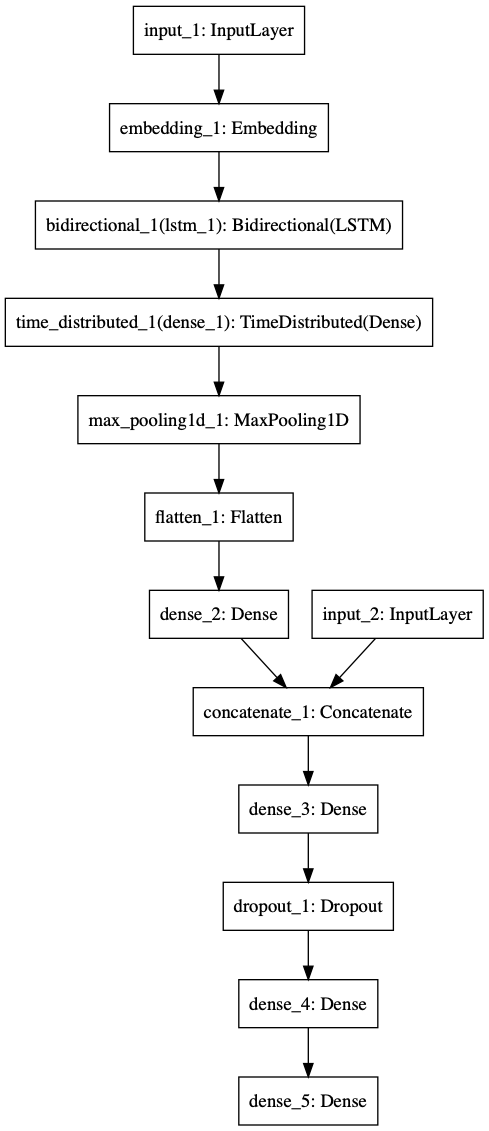 input_1: InputLayer
embedding_1: Embedding
bidirectional_1(lstm_1): Bidirectional(LSTM)
time_distributed_1(dense_1): TimeDistributed(Dense)
max_pooling1d_1: MaxPooling1D
flatten_1: Flatten
dense_2: Dense
input_2: InputLayer
concatenate_1: Concatenate
dense_3: Dense
dropout_1: Dropout
dense_4: Dense
dense_5: Dense